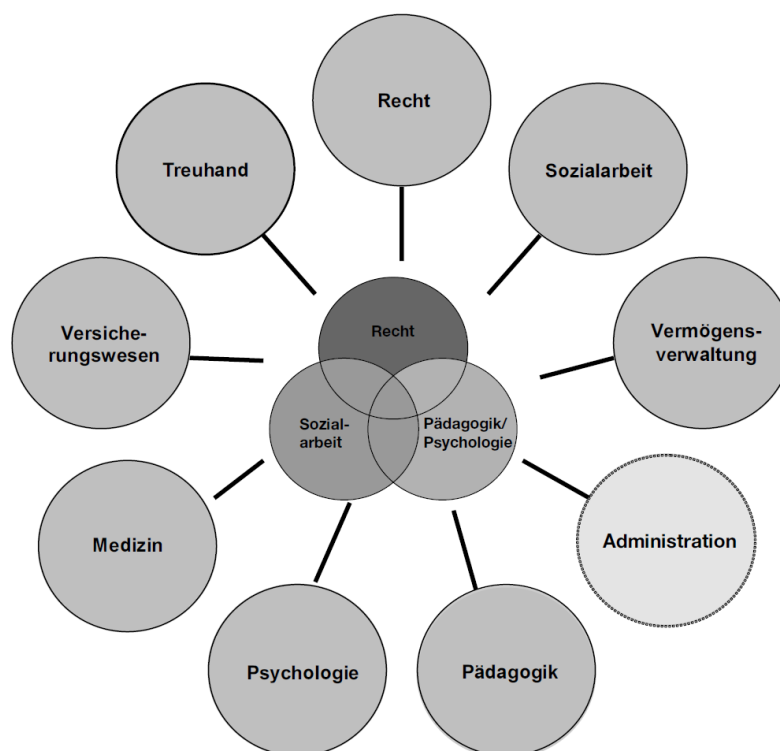 Recht
Treuhand
Sozialarbeit
Versiche-
rungswesen
Vermögens-
verwaltung
Recht
Sozial-
arbeit
Pädagogik/
Psychologie
Medizin
Administration
Psychologie
Pädagogik